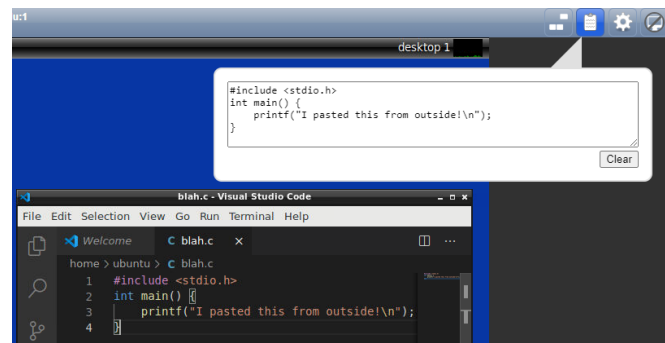 u:1
desktop 1
#include <stdio.h>
int main() {
    printf("I pasted this from outside!\n");
}
Clear
blah.c - Visual Studio Code
File Edit Selection View Go Run Terminal Help
Welcome C blah.c
home > ubuntu > C blah.c
1 #include <stdio.h>
2 int main() {
3     printf("I pasted this from outside!\n");
4 }